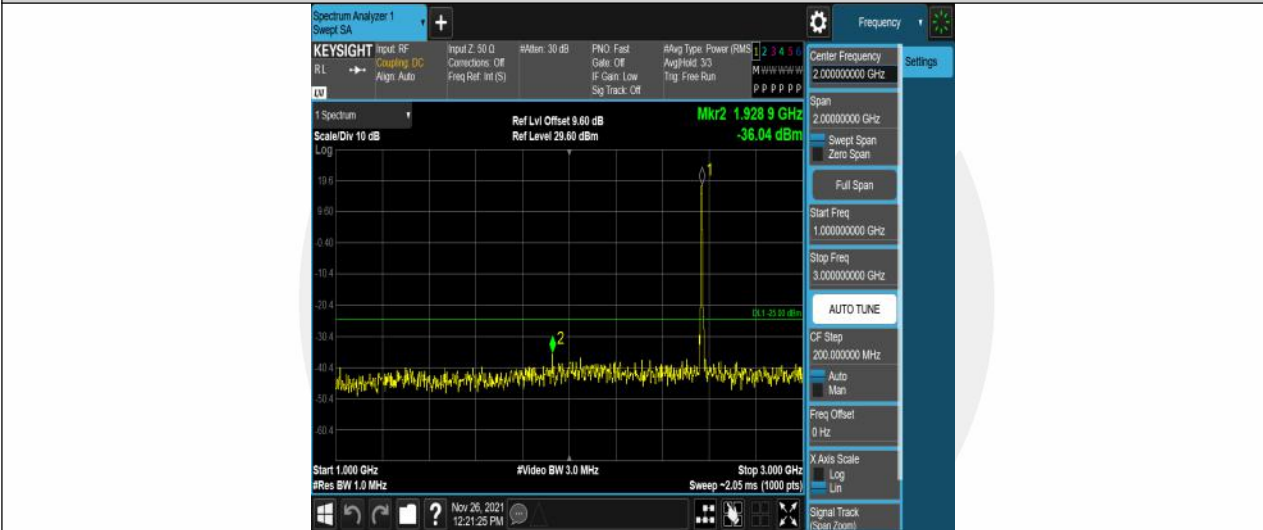 Spectrum Analyzer 1
Swept SA
+
Frequency
KEYSIGHT
RL
LV
Input: RF
Coupling: DC
Align: Auto
Input Z: 50 Ω
Corrections: Off
Freq Ref: Int (S)
#Atten: 30 dB
PNO: Fast
Gate: Off
IF Gain: Low
Sig Track: Off
#Avg Type: Power (RMS
Avg|Hold: 3/3
Trig: Free Run
1 2 3 4 5 6
M W W W W W
P P P P P P
1 Spectrum
Scale/Div 10 dB
Ref Lvl Offset 9.60 dB
Ref Level 29.60 dBm
Mkr2 1.928 9 GHz
-36.04 dBm
Log
19.6
9.60
-0.40
-10.4
-20.4
-30.4
-40.4
-50.4
-60.4
1
2
Start 1.000 GHz
#Res BW 1.0 MHz
#Video BW 3.0 MHz
Stop 3.000 GHz
Sweep ~2.05 ms (1000 pts)
Center Frequency
2.000000000 GHz
Settings
Span
2.00000000 GHz
Swept Span
Zero Span
Full Span
Start Freq
1.000000000 GHz
Stop Freq
3.000000000 GHz
AUTO TUNE
CF Step
200.000000 MHz
Auto
Man
Freq Offset
0 Hz
X Axis Scale
Log
Lin
Signal Track
(Span Zoom)
?
Nov 26, 2021
12:21:25 PM